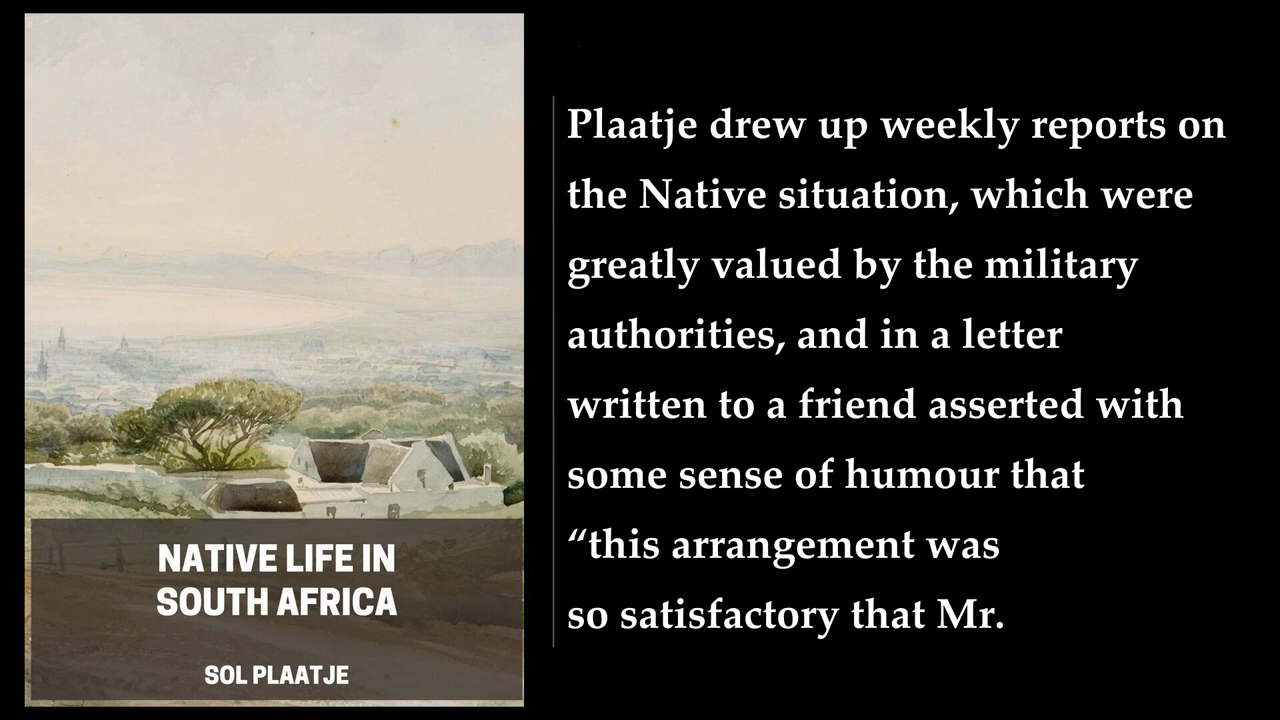 NATIVE LIFE IN
SOUTH AFRICA
SOL PLAATJE
Plaatje drew up weekly reports on
the Native situation, which were
greatly valued by the military
authorities, and in a letter
written to a friend asserted with
some sense of humour that
“this arrangement was
so satisfactory that Mr.